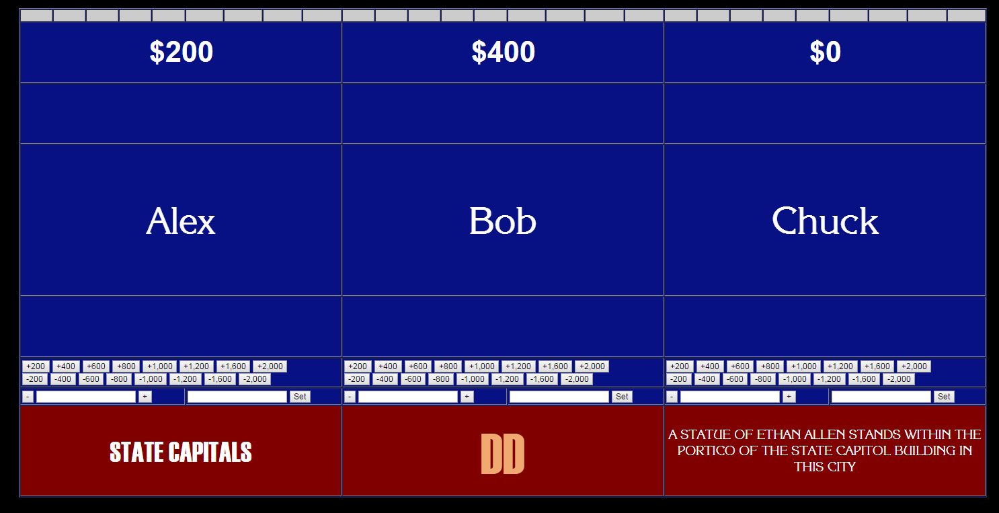 $200 $400 $0
Alex Bob Chuck
+200 +400 +600 +800 +1,000 +1,200 +1,600 +2,000 +200 +400 +600 +800 +1,000 +1,200 +1,600 +2,000 +200 +400 +600 +800 +1,000 +1,200 +1,600 +2,000
-200 -400 -600 -800 -1,000 -1,200 -1,600 -2,000 -200 -400 -600 -800 -1,000 -1,200 -1,600 -2,000 -200 -400 -600 -800 -1,000 -1,200 -1,600 -2,000
- + Set - + Set - + Set
STATE CAPITALS
DD
A STATUE OF ETHAN ALLEN STANDS WITHIN THE
PORTICO OF THE STATE CAPITOL BUILDING IN
THIS CITY